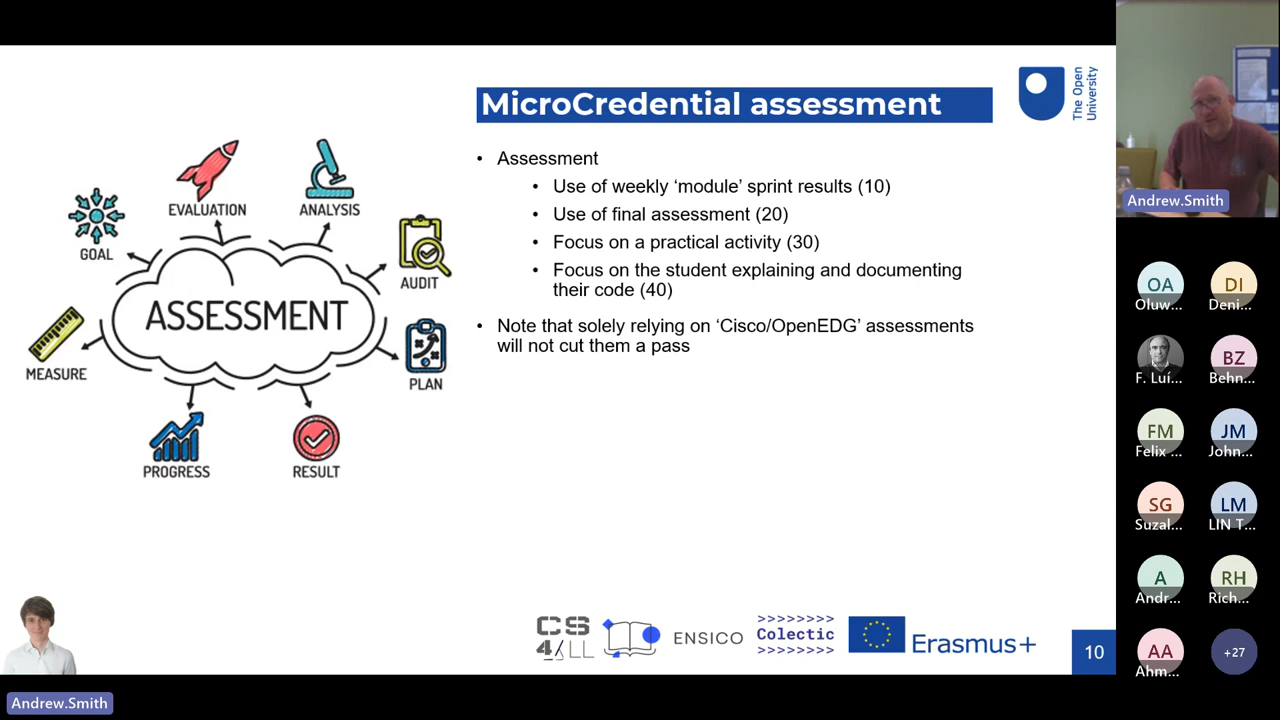 MicroCredential assessment
The Open
University
• Assessment
• Use of weekly ‘module’ sprint results (10)
• Use of final assessment (20)
• Focus on a practical activity (30)
• Focus on the student explaining and documenting
their code (40)
• Note that solely relying on ‘Cisco/OpenEDG’ assessments
will not cut them a pass
EVALUATION
ANALYSIS
GOAL
AUDIT
ASSESSMENT
MEASURE
PLAN
PROGRESS
RESULT
CS
4ALL
ENSICO
>>>>>>>>
Colectic
>>>>>>>>
Erasmus+
10
Andrew.Smith
Andrew.Smith
OA
Oluw...
DI
Deni...
F. Luí...
BZ
Behn...
FM
Felix ...
JM
John...
SG
Suzal...
LM
LIN T...
A
Andr...
RH
Rich...
AA
Ahm...
+27